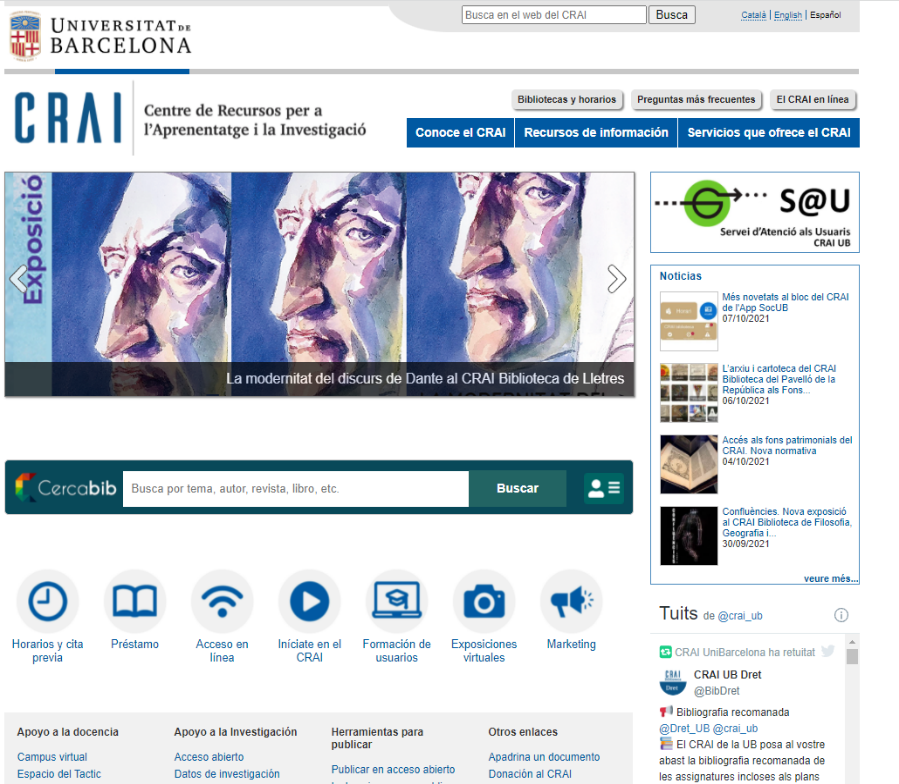 UNIVERSITAT DE
BARCELONA
Busca en el web del CRAI
Busca
Català | English | Español
CRAI
Centre de Recursos per a
l'Aprenentatge i la Investigació
Bibliotecas y horarios
Preguntas más frecuentes
El CRAI en línea
Conoce el CRAI
Recursos de información
Servicios que ofrece el CRAI
Exposició
La modernitat del discurs de Dante al CRAI Biblioteca de Lletres
S@U
Servei d'Atenció als Usuaris
CRAI UB
Noticias
Més novetats al bloc del CRAI
de l'App SocUB
07/10/2021
L'arxiu i cartoteca del CRAI
Biblioteca del Pavelló de la
República als Fons...
06/10/2021
Accés als fons patrimonials del
CRAI. Nova normativa
04/10/2021
Confluències. Nova exposició
al CRAI Biblioteca de Filosofia,
Geografia i...
30/09/2021
veure més...
Cercabib
Busca por tema, autor, revista, libro, etc.
Buscar
Horarios y cita
previa
Préstamo
Acceso en
línea
Iníciate en el
CRAI
Formación de
usuarios
Exposiciones
virtuales
Marketing
Tuits de @crai_ub
CRAI UniBarcelona ha retuitat
CRAI
Dret
CRAI UB Dret
@BibDret
Bibliografia recomanada
@Dret_UB @crai_ub
El CRAI de la UB posa al vostre
abast la bibliografia recomanada de
les assignatures incloses als plans
Apoyo a la docencia
Campus virtual
Espacio del Tactic
Apoyo a la Investigación
Acceso abierto
Datos de investigación
Herramientas para
publicar
Publicar en acceso abierto
Otros enlaces
Apadrina un documento
Donación al CRAI